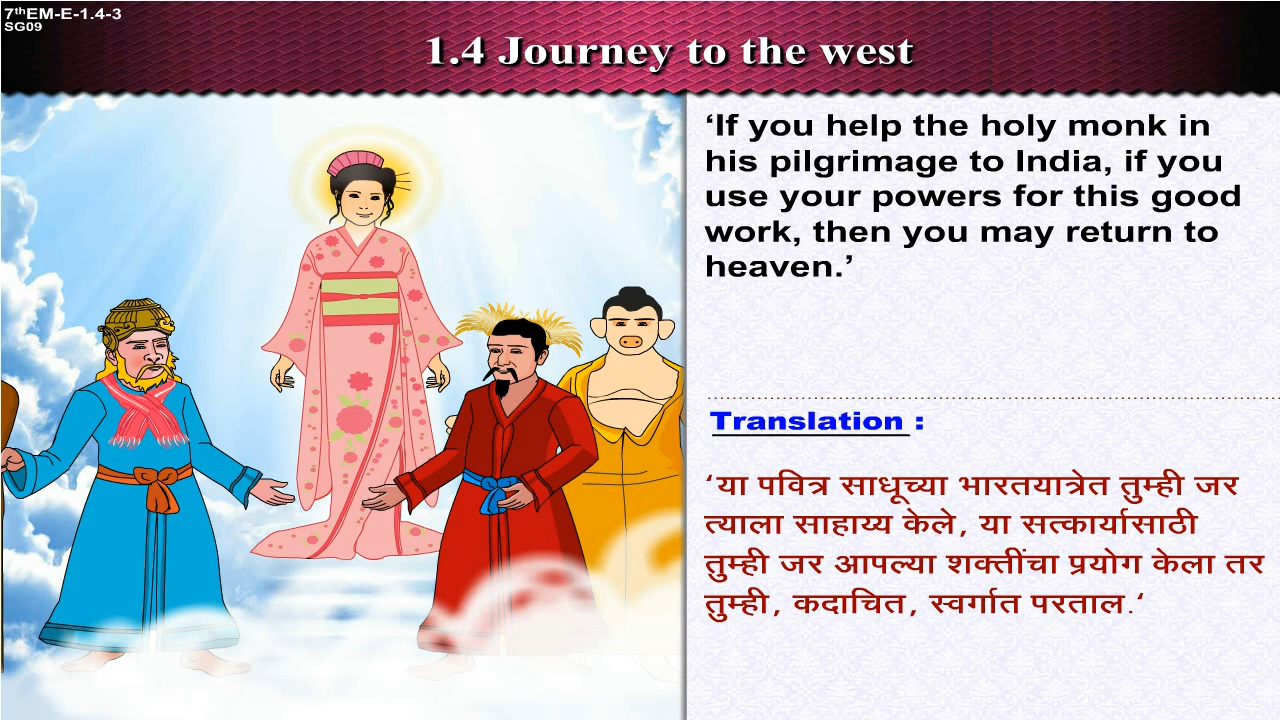 7thEM-E-1.4-3
SG09
1.4 Journey to the west
‘If you help the holy monk in
his pilgrimage to India, if you
use your powers for this good
work, then you may return to
heaven.’
Translation :
‘या पवित्र साधूच्या भारतयात्रेत तुम्ही जर
त्याला साहाय्य केले, या सत्कार्यासाठी
तुम्ही जर आपल्या शक्तींचा प्रयोग केला तर
तुम्ही, कदाचित, स्वर्गात परताल.‘